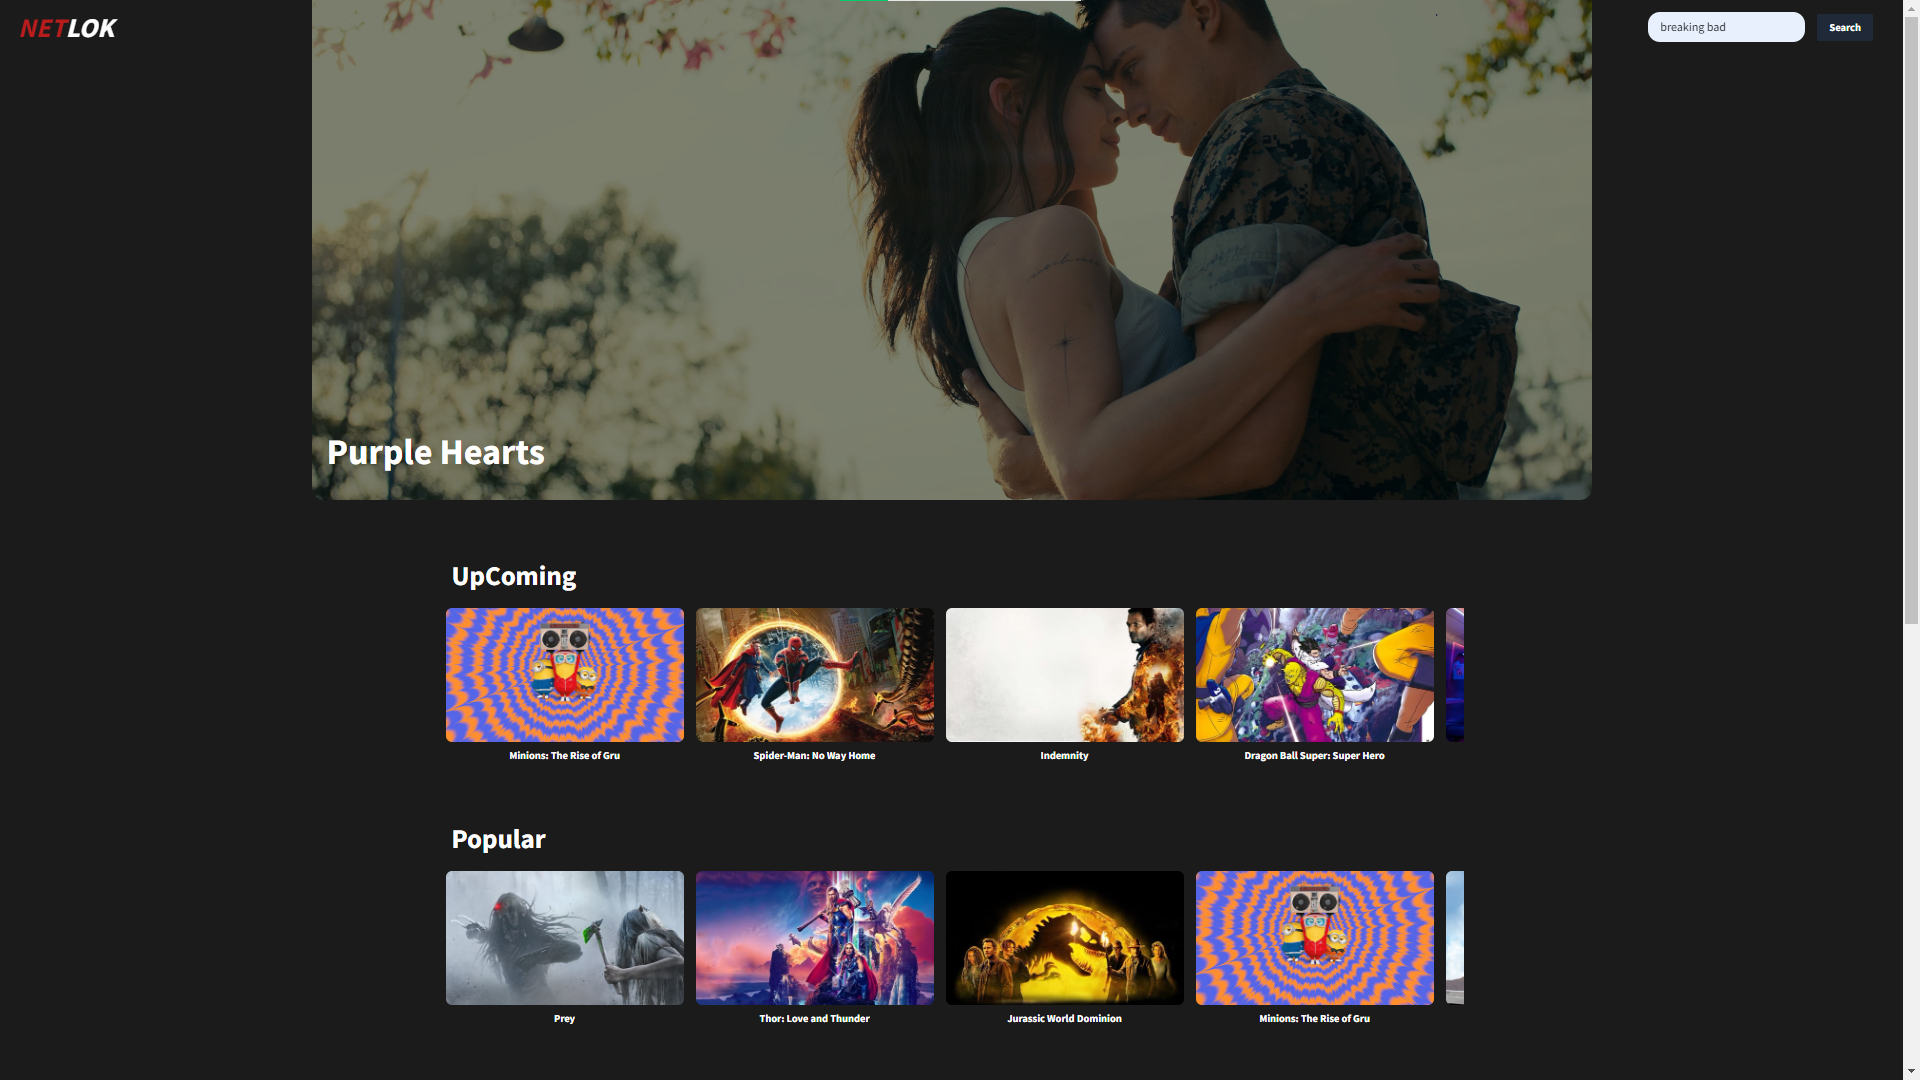 NETLOK
breaking bad
Search
Purple Hearts
UpComing
Minions: The Rise of Gru
Spider-Man: No Way Home
Indemnity
Dragon Ball Super: Super Hero
Popular
Prey
Thor: Love and Thunder
Jurassic World Dominion
Minions: The Rise of Gru